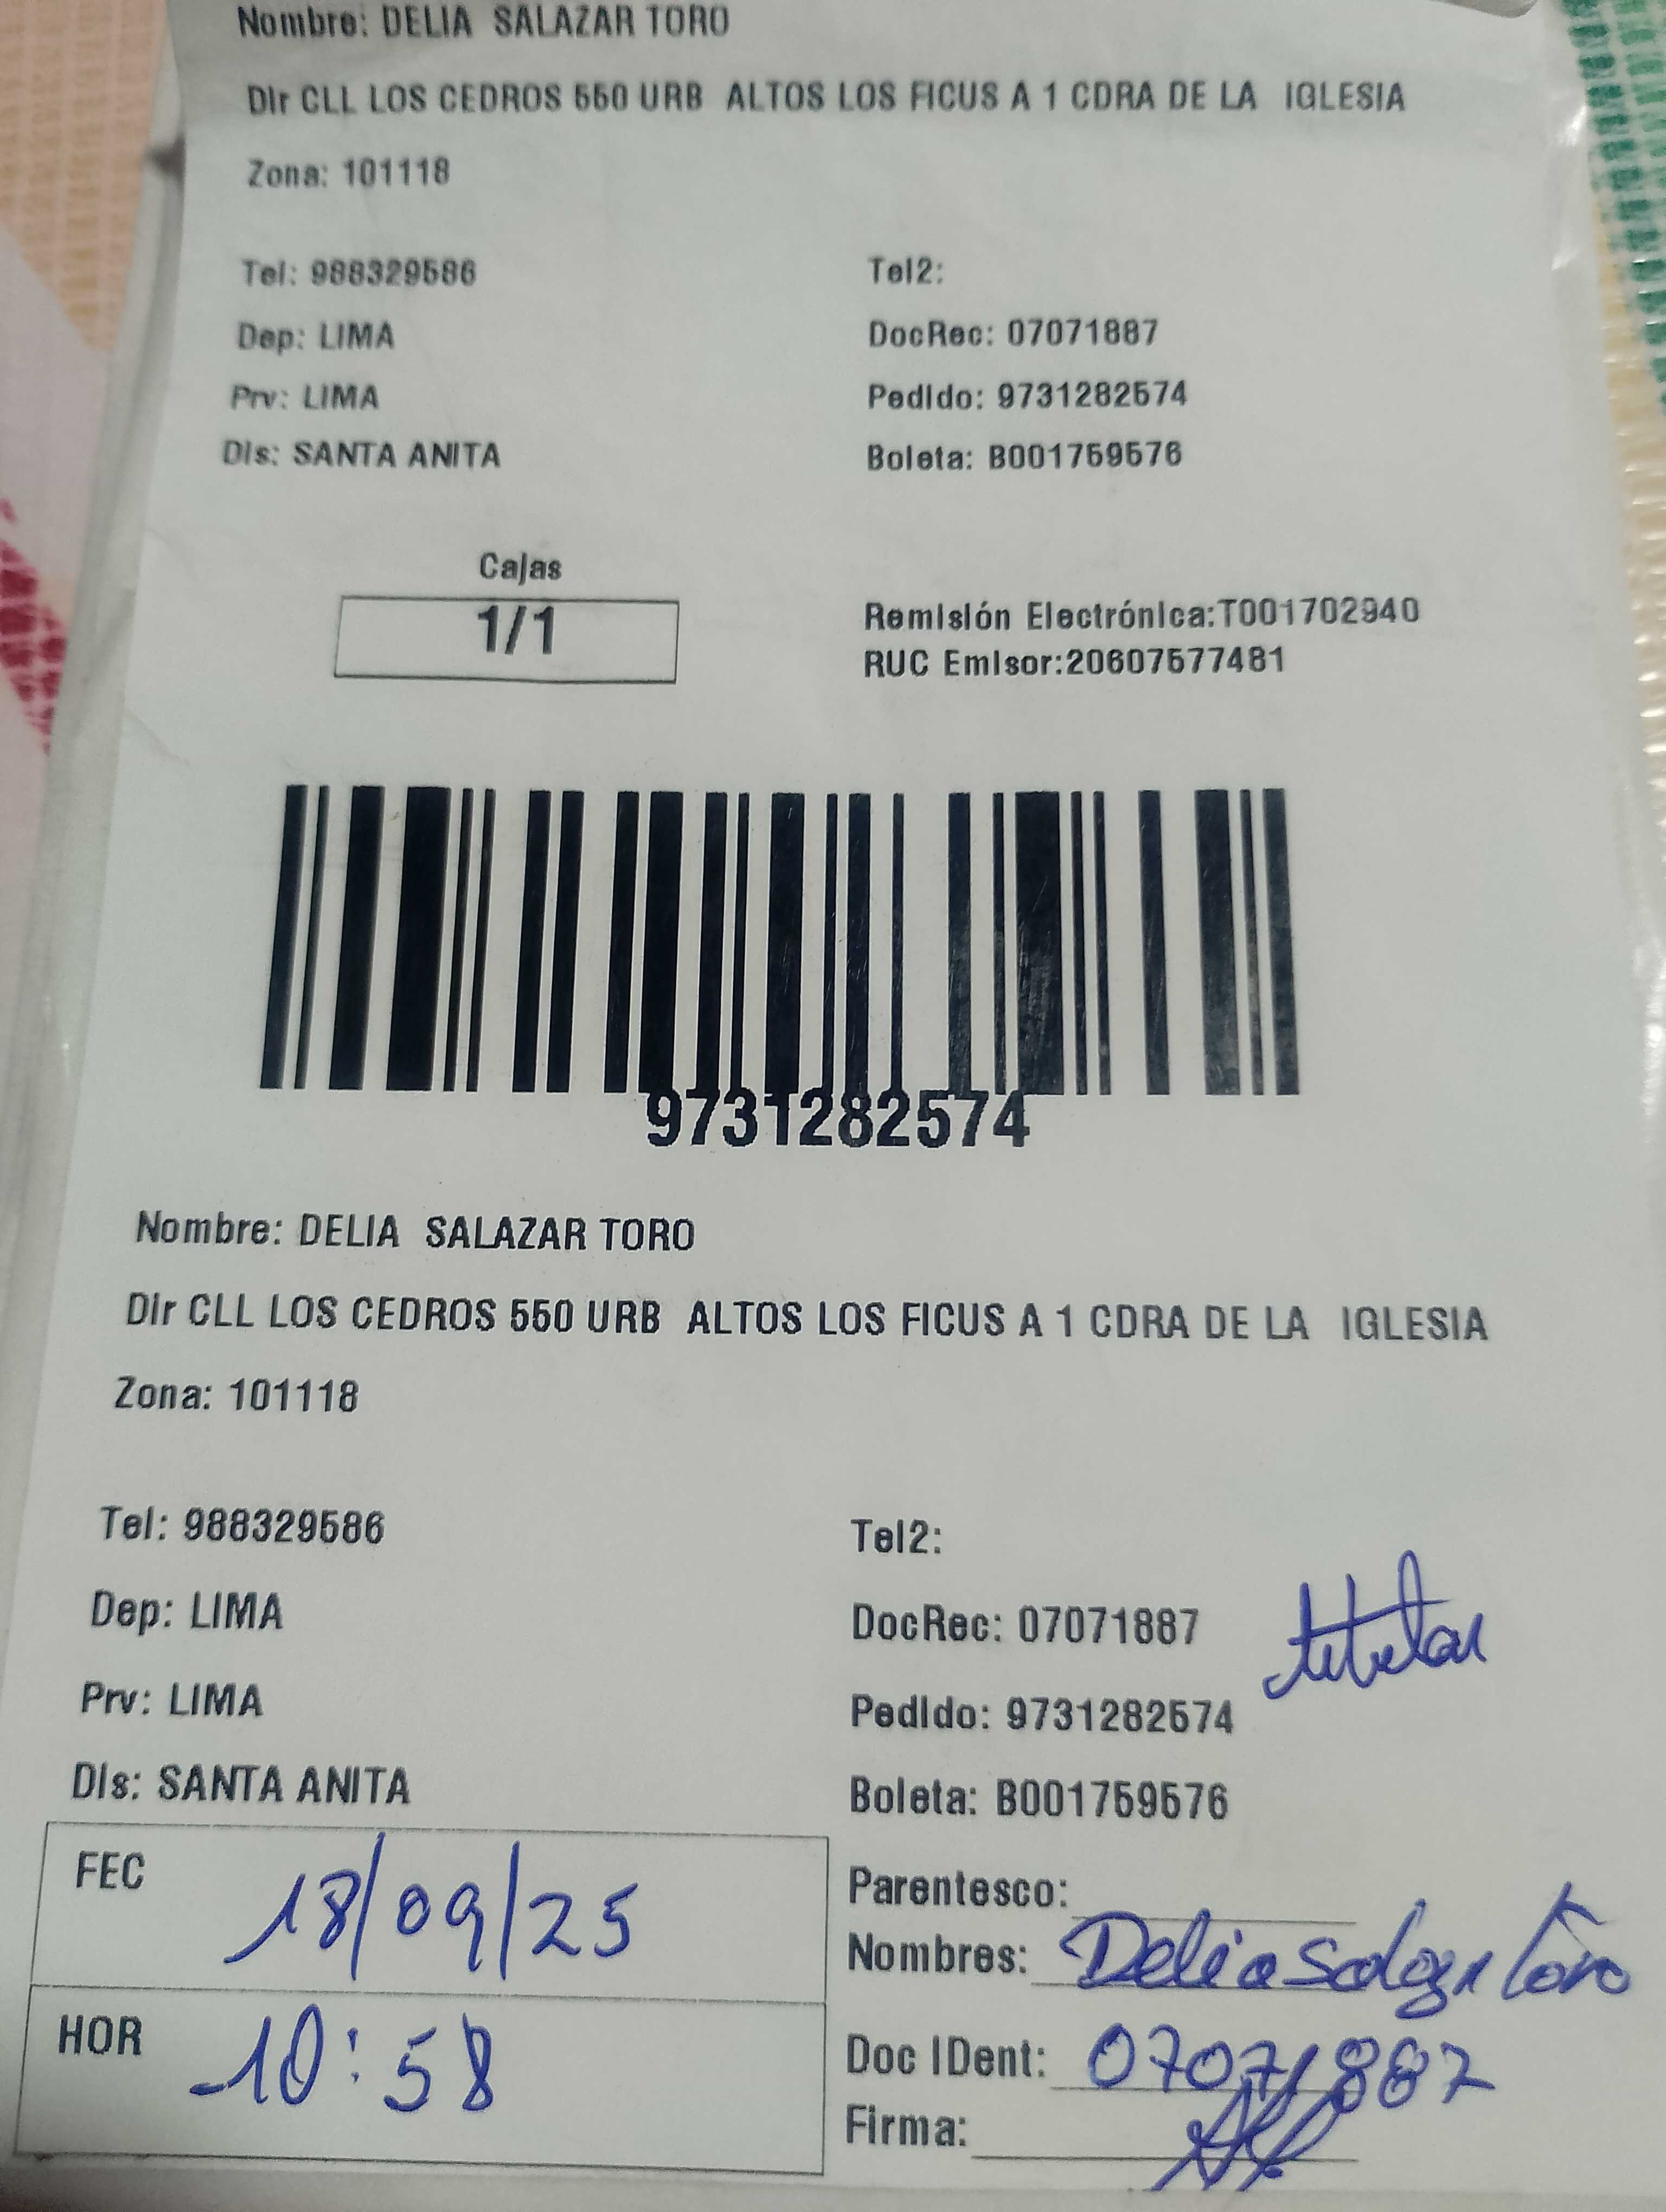 Nombre: DELIA SALAZAR TORO
Dir CLL LOS CEDROS 550 URB ALTOS LOS FICUS A 1 CDRA DE LA IGLESIA
Zona: 101118
Tel: 988329586 Tel2:
Dep: LIMA DocRec: 07071887
Prv: LIMA Pedido: 9731282574
Dis: SANTA ANITA Boleta: B001759576
Cajas
1/1
Remisión Electrónica:T001702940
RUC Emisor:20607577481
9731282574
Nombre: DELIA SALAZAR TORO
Dir CLL LOS CEDROS 550 URB ALTOS LOS FICUS A 1 CDRA DE LA IGLESIA
Zona: 101118
Tel: 988329586 Tel2:
Dep: LIMA DocRec: 07071887 titular
Prv: LIMA Pedido: 9731282574
Dis: SANTA ANITA Boleta: B001759576
FEC 18/09/25
Parentesco:
Nombres: Delia Salazar Toro
HOR 10:58
Doc IDent: 07071887
Firma: